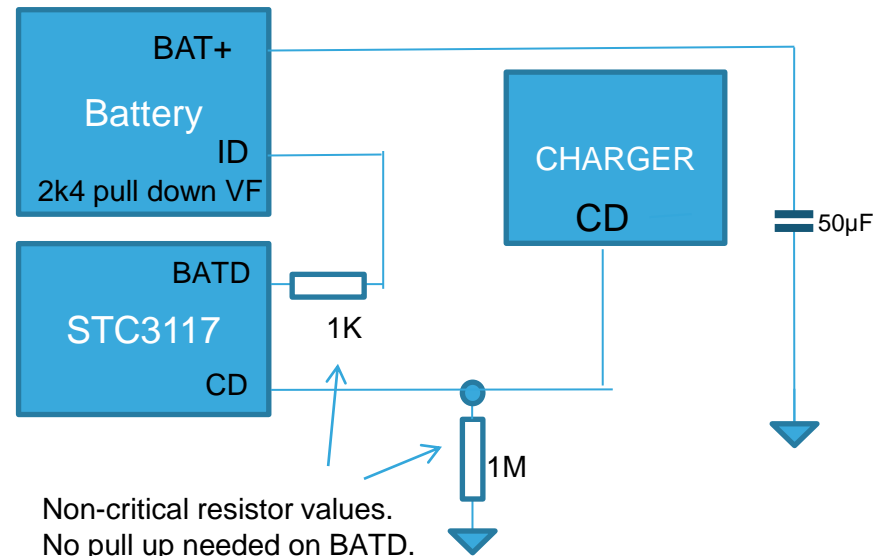 BAT+
Battery
ID
2k4 pull down VF
CHARGER
CD
50µF
BATD
STC3117
1K
CD
1M
Non-critical resistor values.
No pull up needed on BATD.